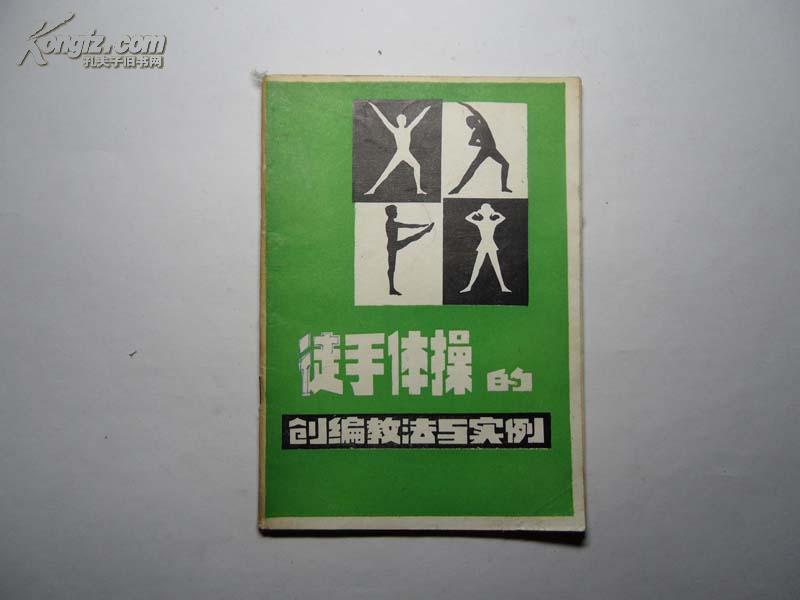 Kongfz.com
孔夫子旧书网
徒手体操的
创编教法与实例